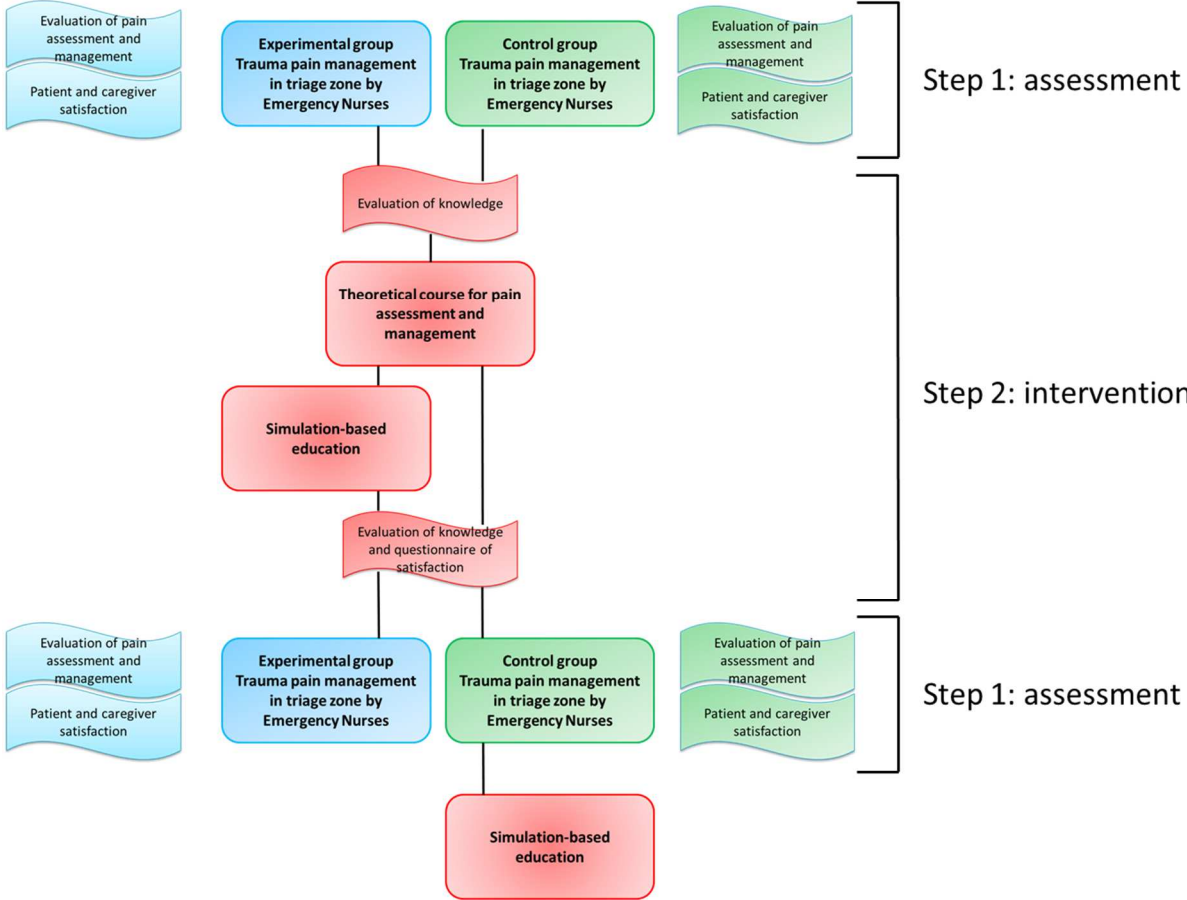 Evaluation of pain
assessment and
management
Patient and caregiver
satisfaction
Experimental group
Trauma pain management
in triage zone by
Emergency Nurses
Control group
Trauma pain management
in triage zone by
Emergency Nurses
Evaluation of pain
assessment and
management
Patient and caregiver
satisfaction
Step 1: assessment
Evaluation of knowledge
Theoretical course for pain
assessment and
management
Simulation-based
education
Evaluation of knowledge
and questionnaire of
satisfaction
Step 2: intervention
Evaluation of pain
assessment and
management
Patient and caregiver
satisfaction
Experimental group
Trauma pain management
in triage zone by
Emergency Nurses
Control group
Trauma pain management
in triage zone by
Emergency Nurses
Evaluation of pain
assessment and
management
Patient and caregiver
satisfaction
Step 1: assessment
Simulation-based
education